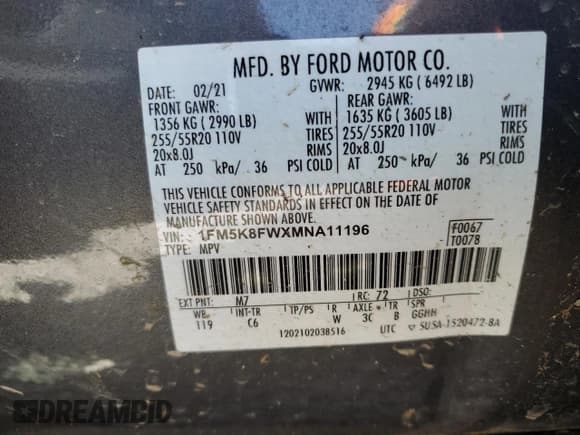 MFD. BY FORD MOTOR CO.
DATE: 02/21 GVWR: 2945 KG ( 6492 LB)
FRONT GAWR: REAR GAWR:
1356 KG ( 2990 LB) WITH 1635 KG ( 3605 LB) WITH
255/55R20 110V TIRES 255/55R20 110V TIRES
20x8.0J RIMS 20x8.0J RIMS
AT 250 kPa/ 36 PSI COLD AT 250 kPa/ 36 PSI COLD
THIS VEHICLE CONFORMS TO ALL APPLICABLE FEDERAL MOTOR
VEHICLE SAFETY STANDARDS IN EFFECT ON THE DATE OF
MANUFACTURE SHOWN ABOVE.
VIN: 1FM5K8FWXMNA11196 F0067
TYPE: MPV T0078
EXT PNT: M7 RC: 72 DSO:
WB INT-TR TP/PS R AXLE TR SPR
119 C6 W 3C B GGHH
1202102038516 UTC SUSA-1520472-BA
DREAMCID